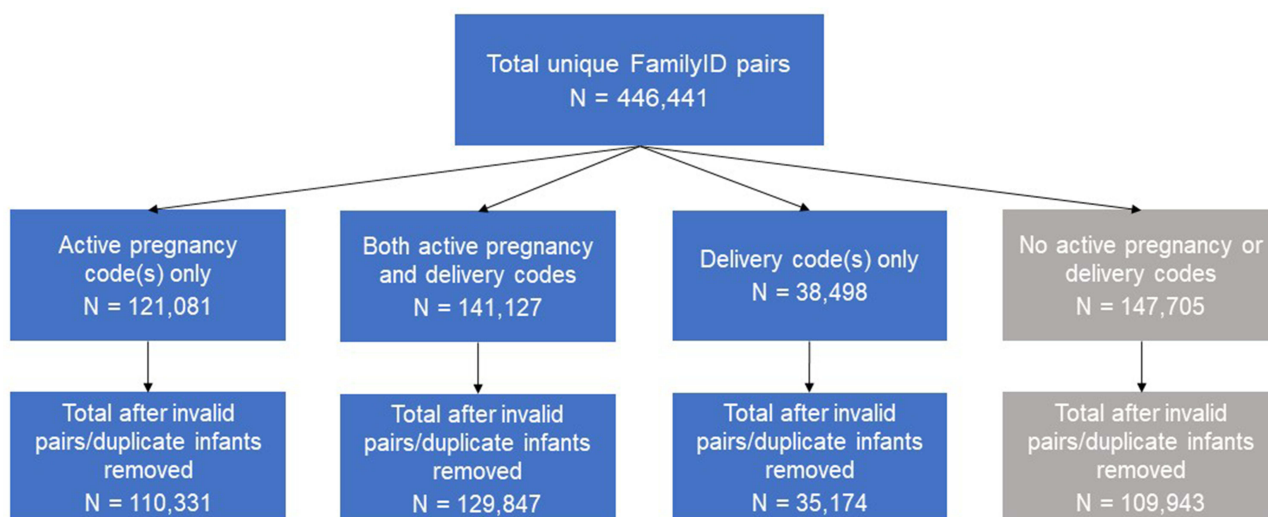 Total unique FamilyID pairs
N = 446,441
Active pregnancy
code(s) only
N = 121,081
Both active pregnancy
and delivery codes
N = 141,127
Delivery code(s) only
N = 38,498
No active pregnancy or
delivery codes
N = 147,705
Total after invalid
pairs/duplicate infants
removed
N = 110,331
Total after invalid
pairs/duplicate infants
removed
N = 129,847
Total after invalid
pairs/duplicate infants
removed
N = 35,174
Total after invalid
pairs/duplicate infants
removed
N = 109,943